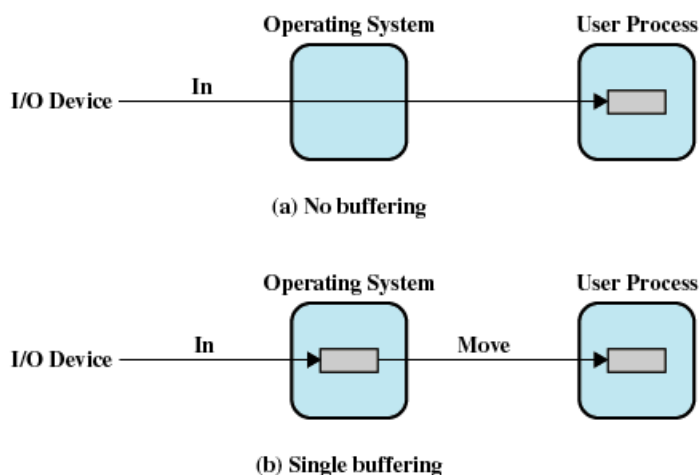 Operating System User Process
In
I/O Device
(a) No buffering
Operating System User Process
In Move
I/O Device
(b) Single buffering